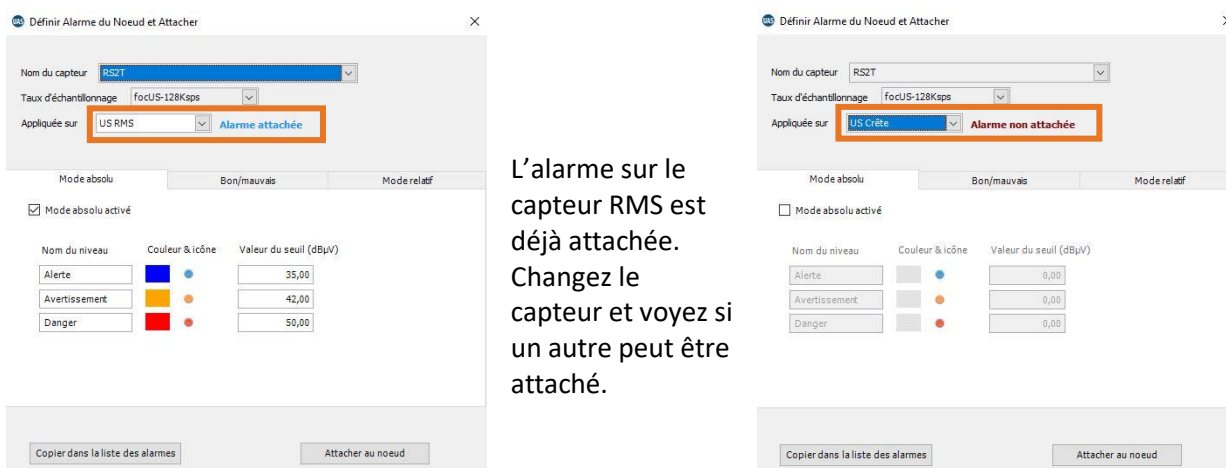 UAS Définir Alarme du Noeud et Attacher
Nom du capteur RS2T
Taux d'échantillonnage focUS-128Ksps
Appliquée sur US RMS Alarme attachée
Mode absolu Bon/mauvais Mode relatif
Mode absolu activé
Nom du niveau Couleur & icône Valeur du seuil (dBµV)
Alerte 35,00
Avertissement 42,00
Danger 50,00
Copier dans la liste des alarmes Attacher au noeud
L'alarme sur le
capteur RMS est
déjà attachée.
Changez le
capteur et voyez si
un autre peut être
attaché.
UAS Définir Alarme du Noeud et Attacher
Nom du capteur RS2T
Taux d'échantillonnage focUS-128Ksps
Appliquée sur US Crête Alarme non attachée
Mode absolu Bon/mauvais Mode relatif
Mode absolu activé
Nom du niveau Couleur & icône Valeur du seuil (dBµV)
Alerte 0,00
Avertissement 0,00
Danger 0,00
Copier dans la liste des alarmes Attacher au noeud